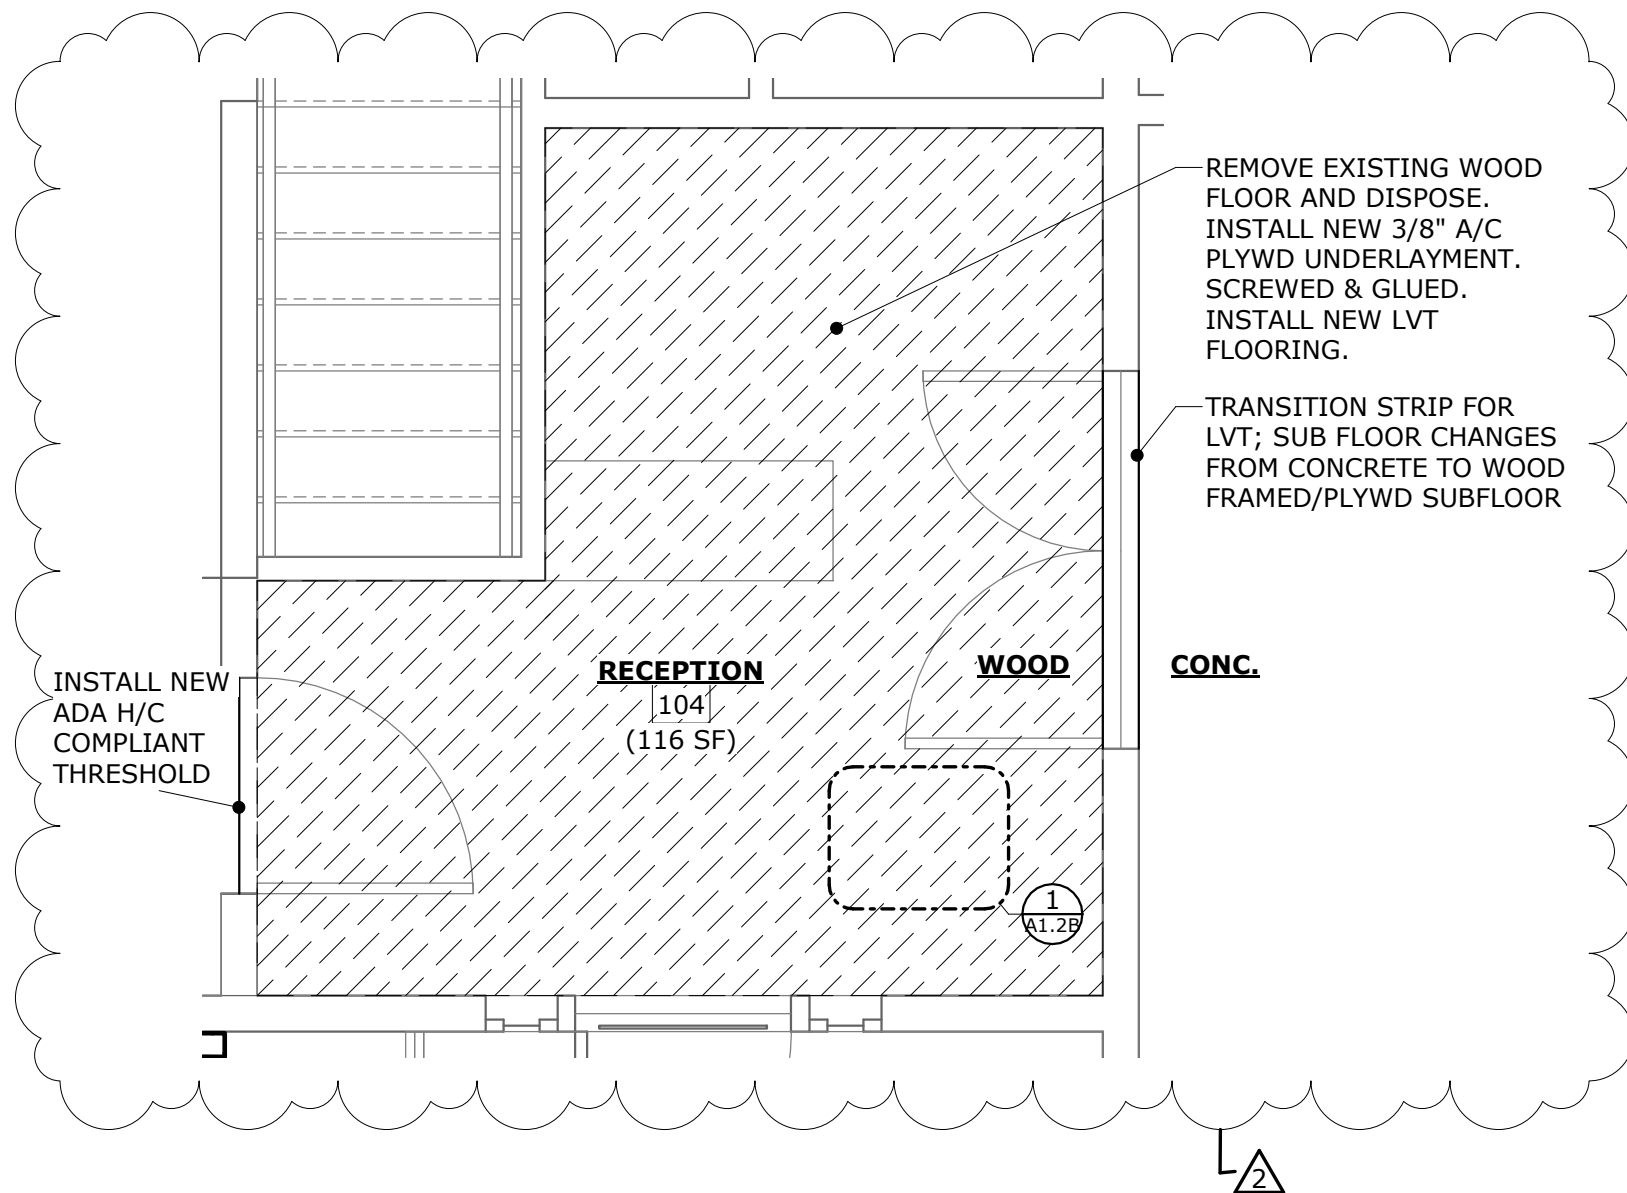 REMOVE EXISTING WOOD
FLOOR AND DISPOSE.
INSTALL NEW 3/8" A/C
PLYWD UNDERLAYMENT.
SCREWED & GLUED.
INSTALL NEW LVT
FLOORING.
TRANSITION STRIP FOR
LVT; SUB FLOOR CHANGES
FROM CONCRETE TO WOOD
FRAMED/PLYWD SUBFLOOR
RECEPTION
104
(116 SF)
WOOD
CONC.
INSTALL NEW
ADA H/C
COMPLIANT
THRESHOLD
1
A1.2B
2